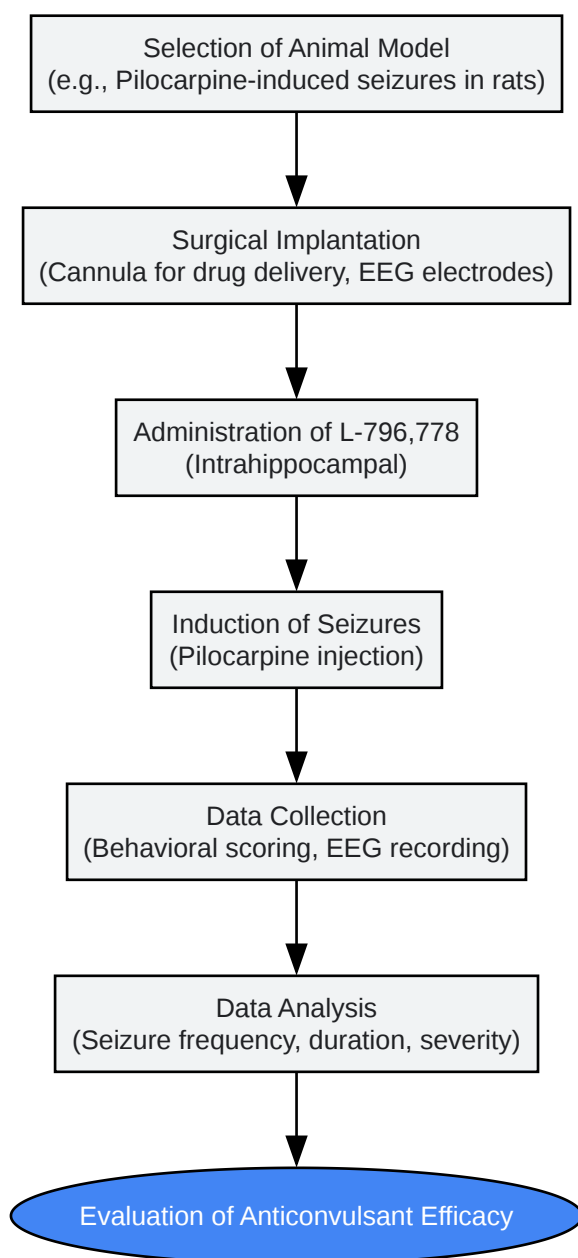 Selection of Animal Model
(e.g., Pilocarpine-induced seizures in rats)
Surgical Implantation
(Cannula for drug delivery, EEG electrodes)
Administration of L-796,778
(Intrahippocampal)
Induction of Seizures
(Pilocarpine injection)
Data Collection
(Behavioral scoring, EEG recording)
Data Analysis
(Seizure frequency, duration, severity)
Evaluation of Anticonvulsant Efficacy